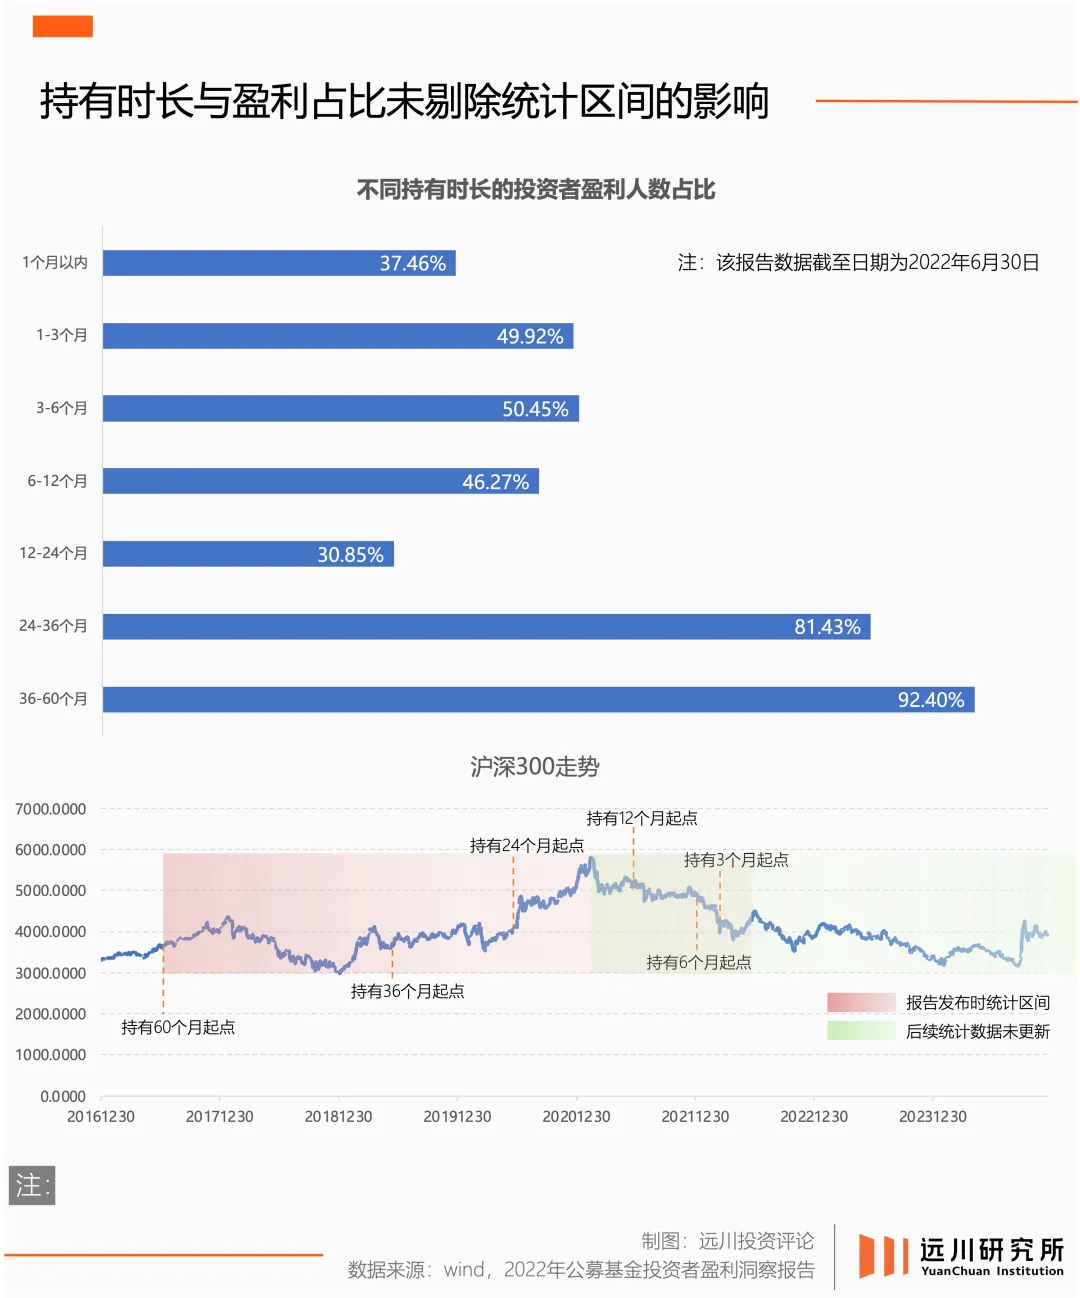 持有时长与盈利占比未剔除统计区间的影响
不同持有时长的投资者盈利人数占比
注：该报告数据截至日期为2022年6月30日
1个月以内
37.46%
1-3个月
49.92%
3-6个月
50.45%
6-12个月
46.27%
12-24个月
30.85%
24-36个月
81.43%
36-60个月
92.40%
沪深300走势
7000.0000
6000.0000
5000.0000
4000.0000
3000.0000
2000.0000
1000.0000
0.0000
持有12个月起点
持有24个月起点
持有3个月起点
持有6个月起点
持有36个月起点
持有60个月起点
报告发布时统计区间
后续统计数据未更新
20161230
20171230
20181230
20191230
20201230
20211230
20221230
20231230
注：
制图：远川投资评论
数据来源：wind，2022年公募基金投资者盈利洞察报告
远川研究所
YuanChuan Institution